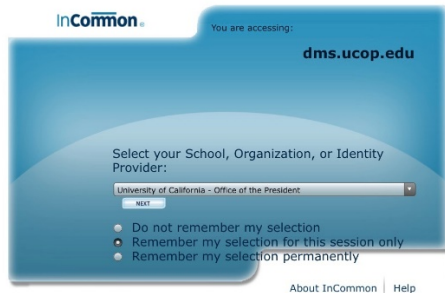 InCommon®
You are accessing:
dms.ucop.edu
Select your School, Organization, or Identity
Provider:
University of California - Office of the President
NEXT
Do not remember my selection
Remember my selection for this session only
Remember my selection permanently
About InCommon | Help